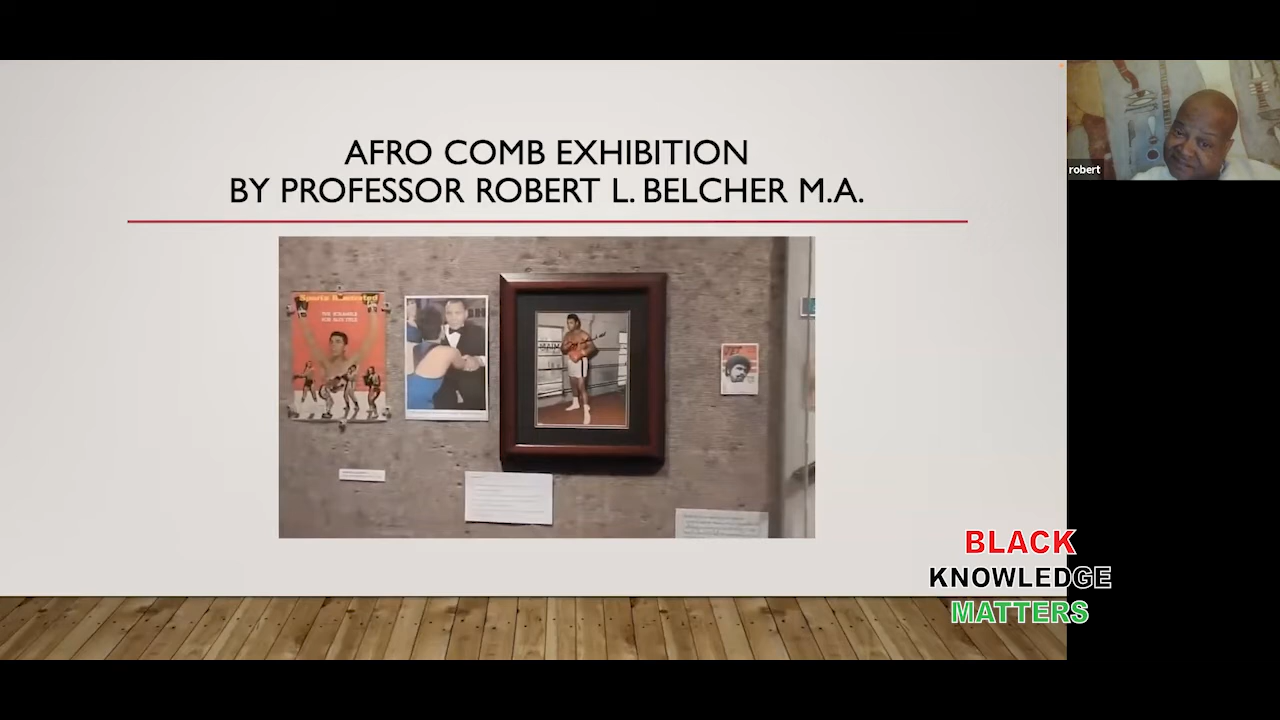 AFRO COMB EXHIBITION
BY PROFESSOR ROBERT L. BELCHER M.A.
Sports Illustrated
robert
BLACK
KNOWLEDGE
MATTERS